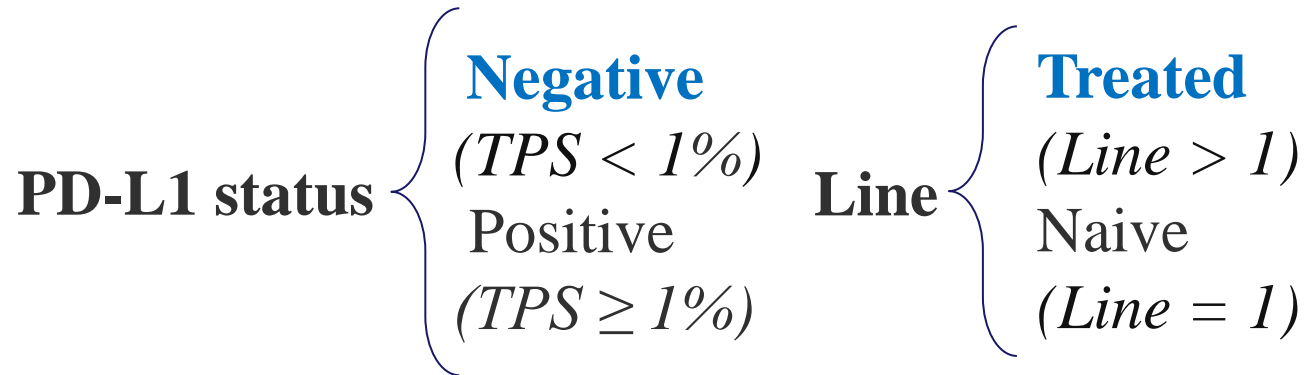 PD-L1 status
Negative
(TPS < 1%)
Positive
(TPS ≥ 1%)
Line
Treated
(Line > 1)
Naive
(Line = 1)